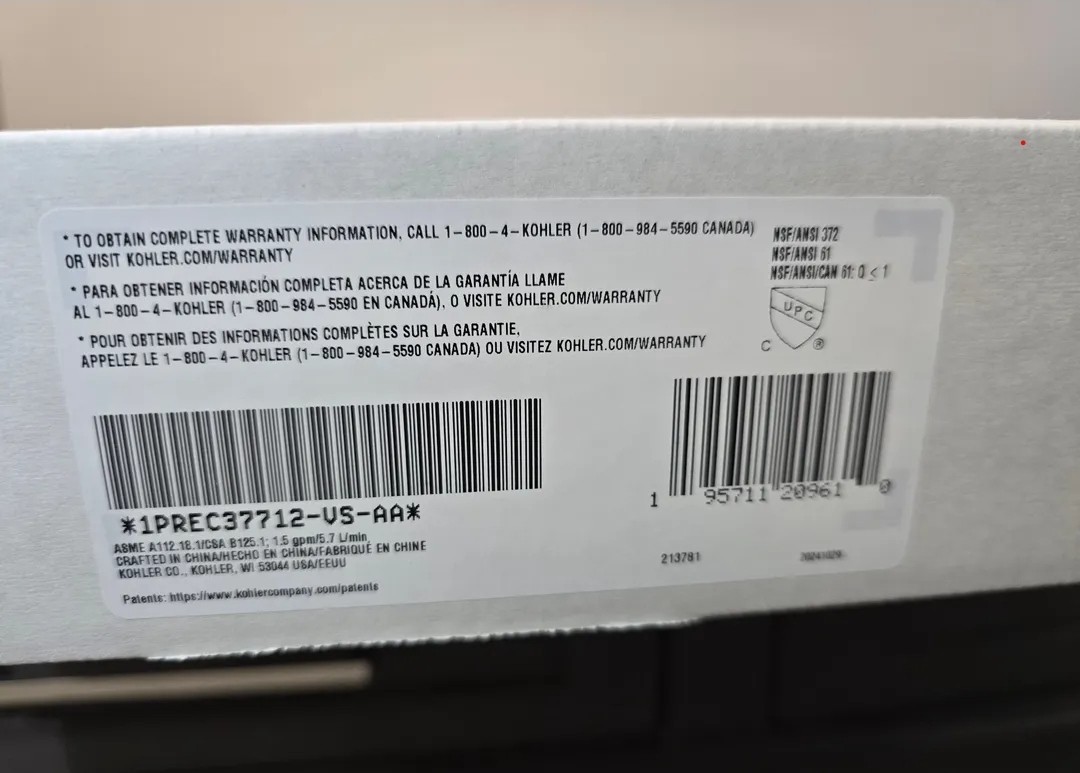 * TO OBTAIN COMPLETE WARRANTY INFORMATION, CALL 1-800-4-KOHLER (1-800-984-5590 CANADA)
OR VISIT KOHLER.COM/WARRANTY
* PARA OBTENER INFORMACIÓN COMPLETA ACERCA DE LA GARANTÍA LLAME
AL 1-800-4-KOHLER (1-800-984-5590 EN CANADÁ), O VISITE KOHLER.COM/WARRANTY
* POUR OBTENIR DES INFORMATIONS COMPLÈTES SUR LA GARANTIE,
APPELEZ LE 1-800-4-KOHLER (1-800-984-5590 CANADA) OU VISITEZ KOHLER.COM/WARRANTY
NSF/ANSI 372
NSF/ANSI 61
NSF/ANSI/CAN 61: Q ≤ 1
UPC
C ®
*1PREC37712-VS-AA*
ASME A112.18.1/CSA B125.1; 1.5 gpm/5.7 L/min
CRAFTED IN CHINA/HECHO EN CHINA/FABRIQUÉ EN CHINE
KOHLER CO., KOHLER, WI 53044 USA/EEUU
Patents: https://www.kohlercompany.com/patents
1 95711 20961 0
213781
20241029